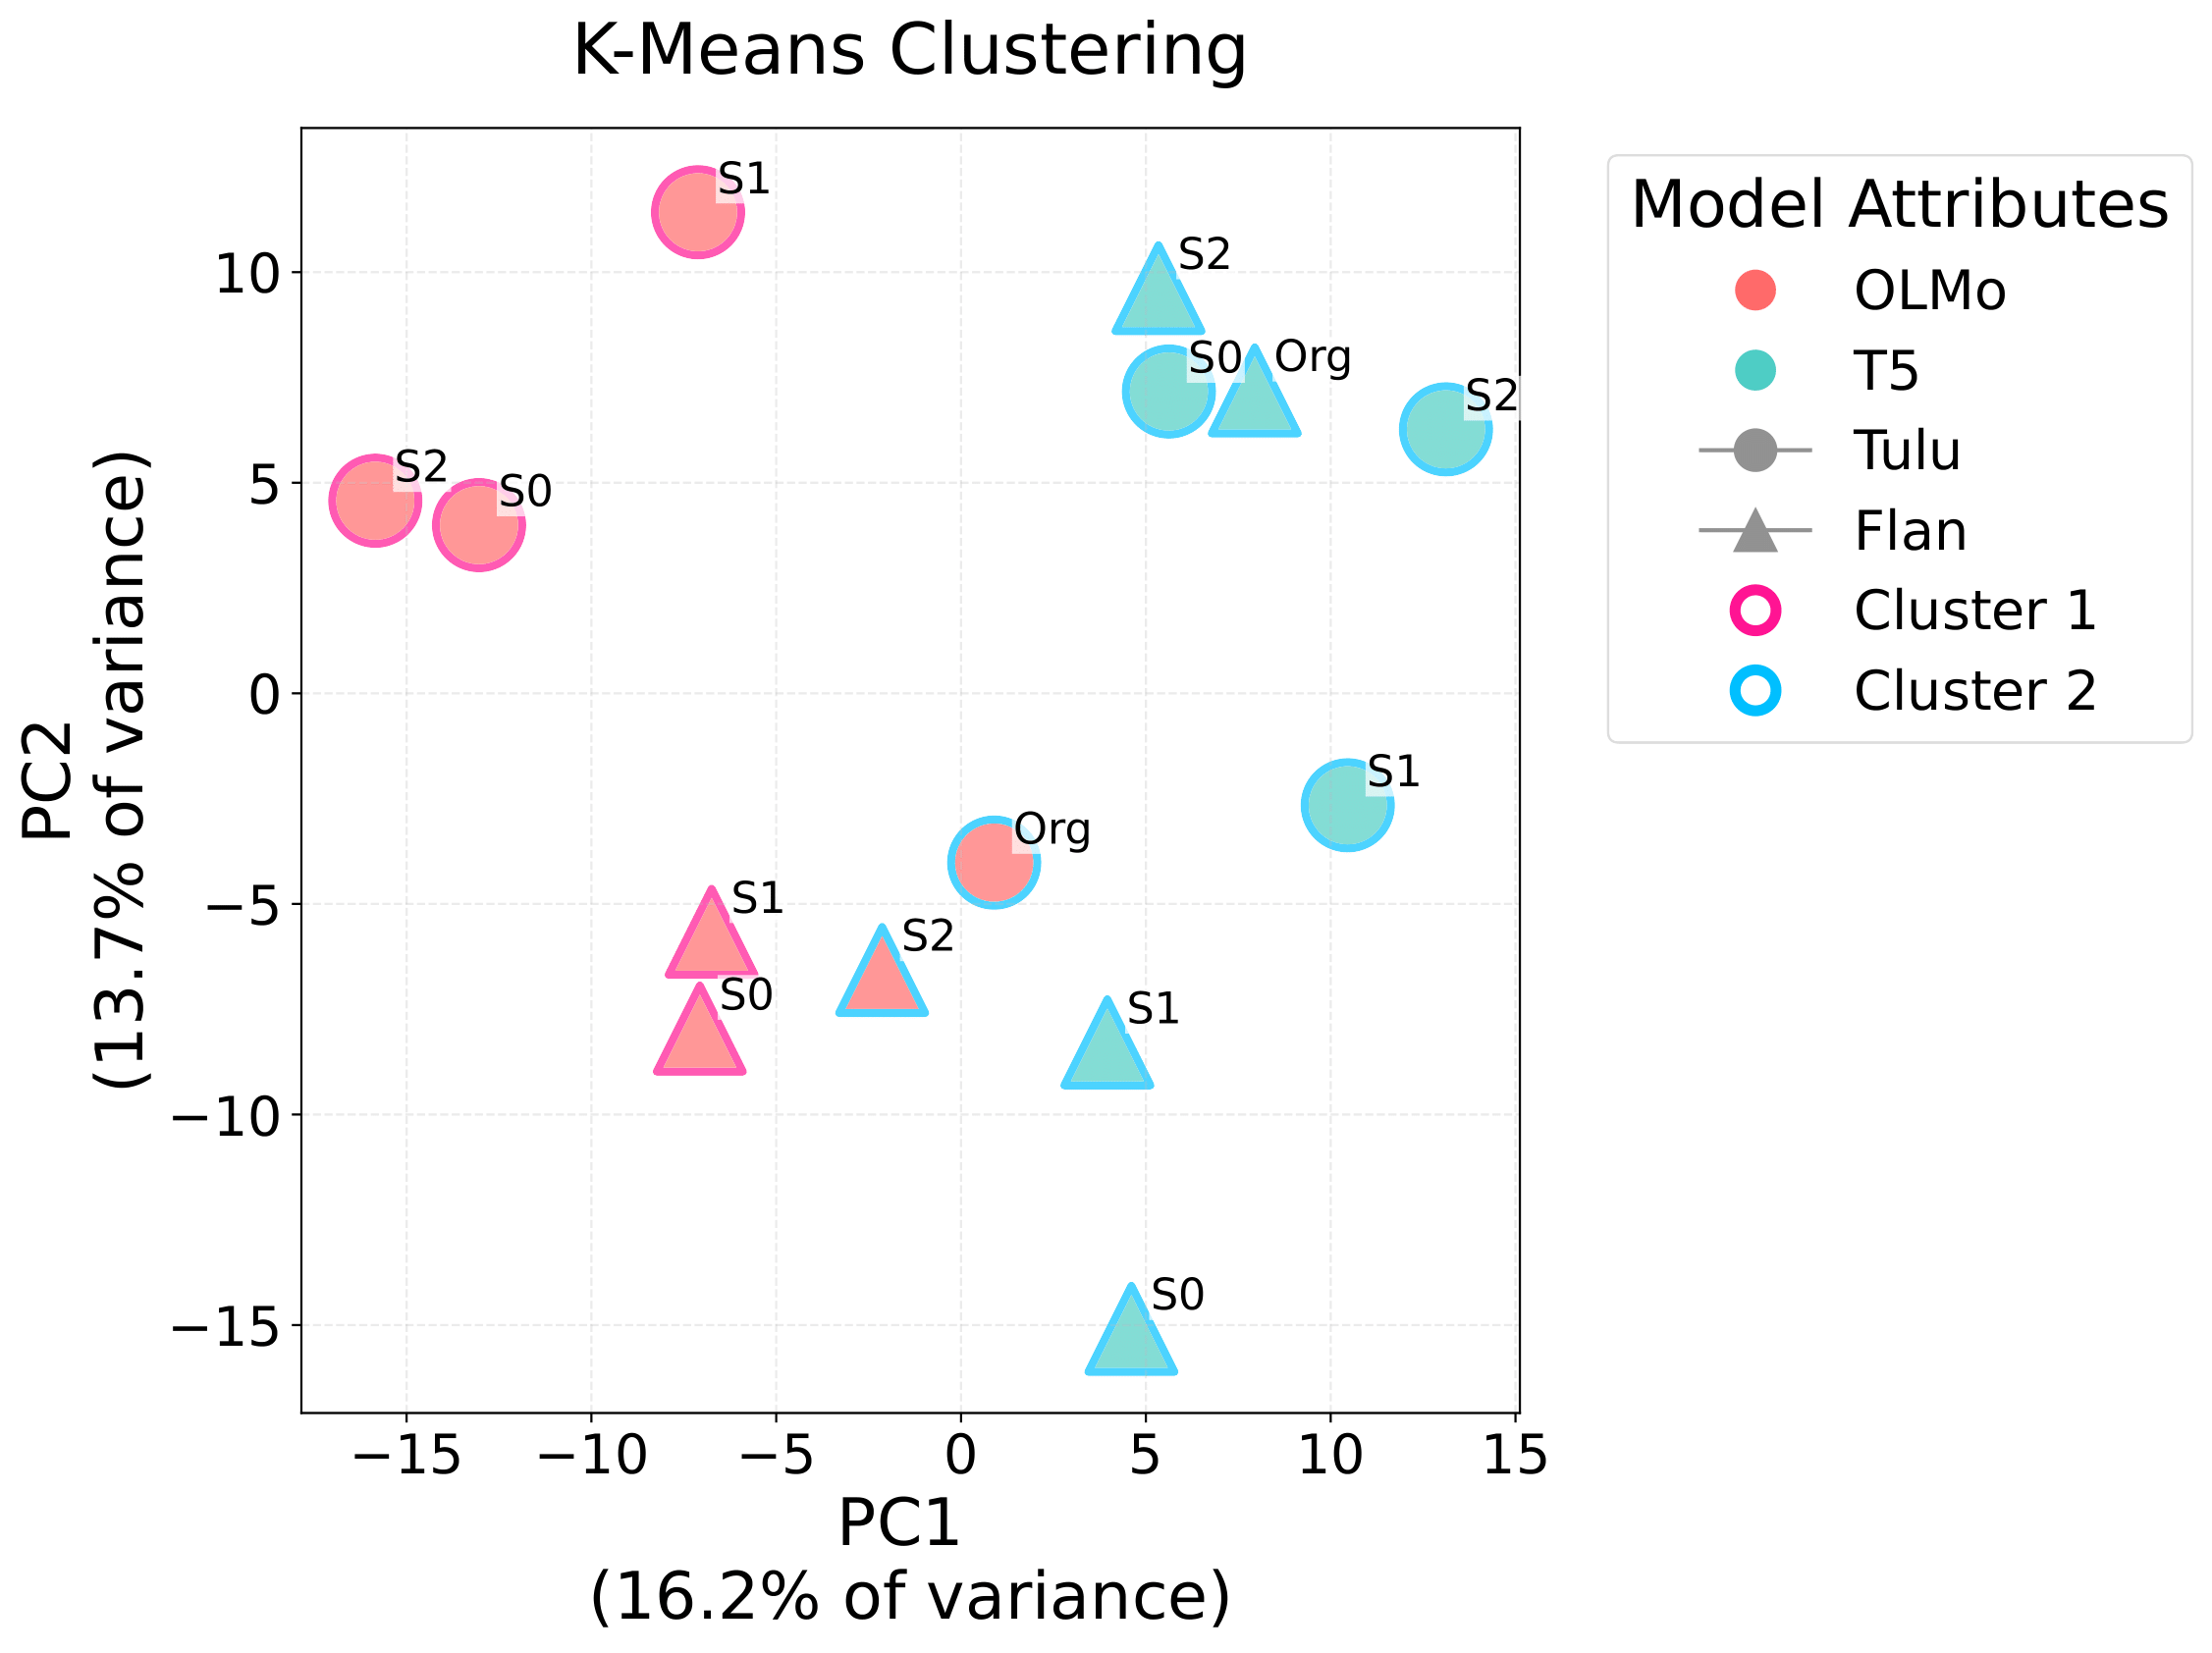 K-Means Clustering
S1
S2
S0
Org
S2
S2
S0
S1
Org
S1
S2
S0
S1
S0
10
5
0
−5
−10
−15
−15
−10
−5
0
5
10
15
PC2
(13.7% of variance)
PC1
(16.2% of variance)
Model Attributes
OLMo
T5
Tulu
Flan
Cluster 1
Cluster 2